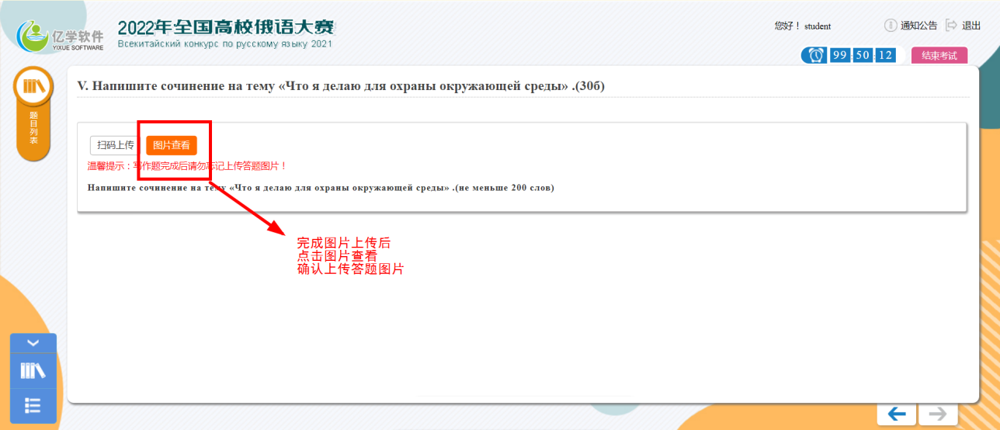 亿学软件
YIXUE SOFTWARE
2022年全国高校俄语大赛
Всекитайский конкурс по русскому языку 2021
您好！ student
通知公告
退出
99 50 12
结束考试
题目列表
V. Напишите сочинение на тему «Что я делаю для охраны окружающей среды» .(30б)
扫码上传
图片查看
温馨提示：写作题完成后请勿忘记上传答题图片！
Напишите сочинение на тему «Что я делаю для охраны окружающей среды» .(не меньше 200 слов)
完成图片上传后
点击图片查看
确认上传答题图片